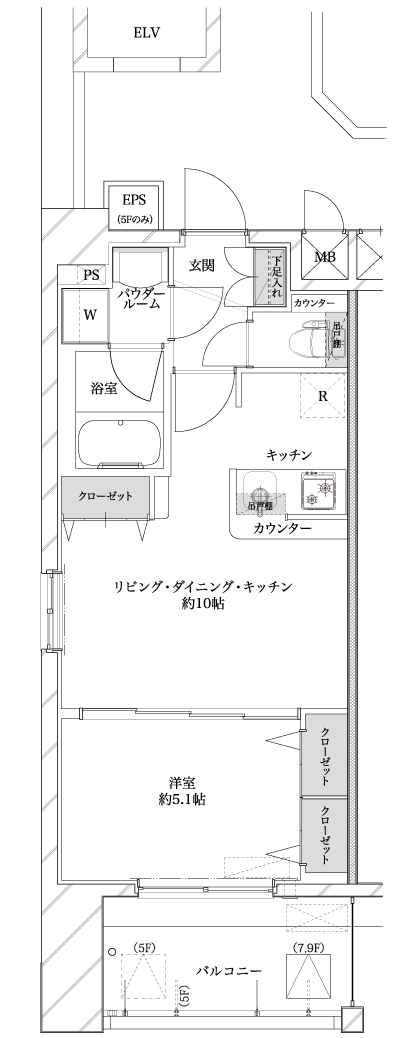 ELV
EPS
(5Fのみ)
PS
パウダー
ルーム
玄関
下足入れ
MB
W
カウンター
吊戸棚
浴室
R
キッチン
クローゼット
吊戸棚
カウンター
リビング・ダイニング・キッチン
約10帖
クローゼット
洋室
約5.1帖
クローゼット
(5F)
(7,9F)
バルコニー
(5F)